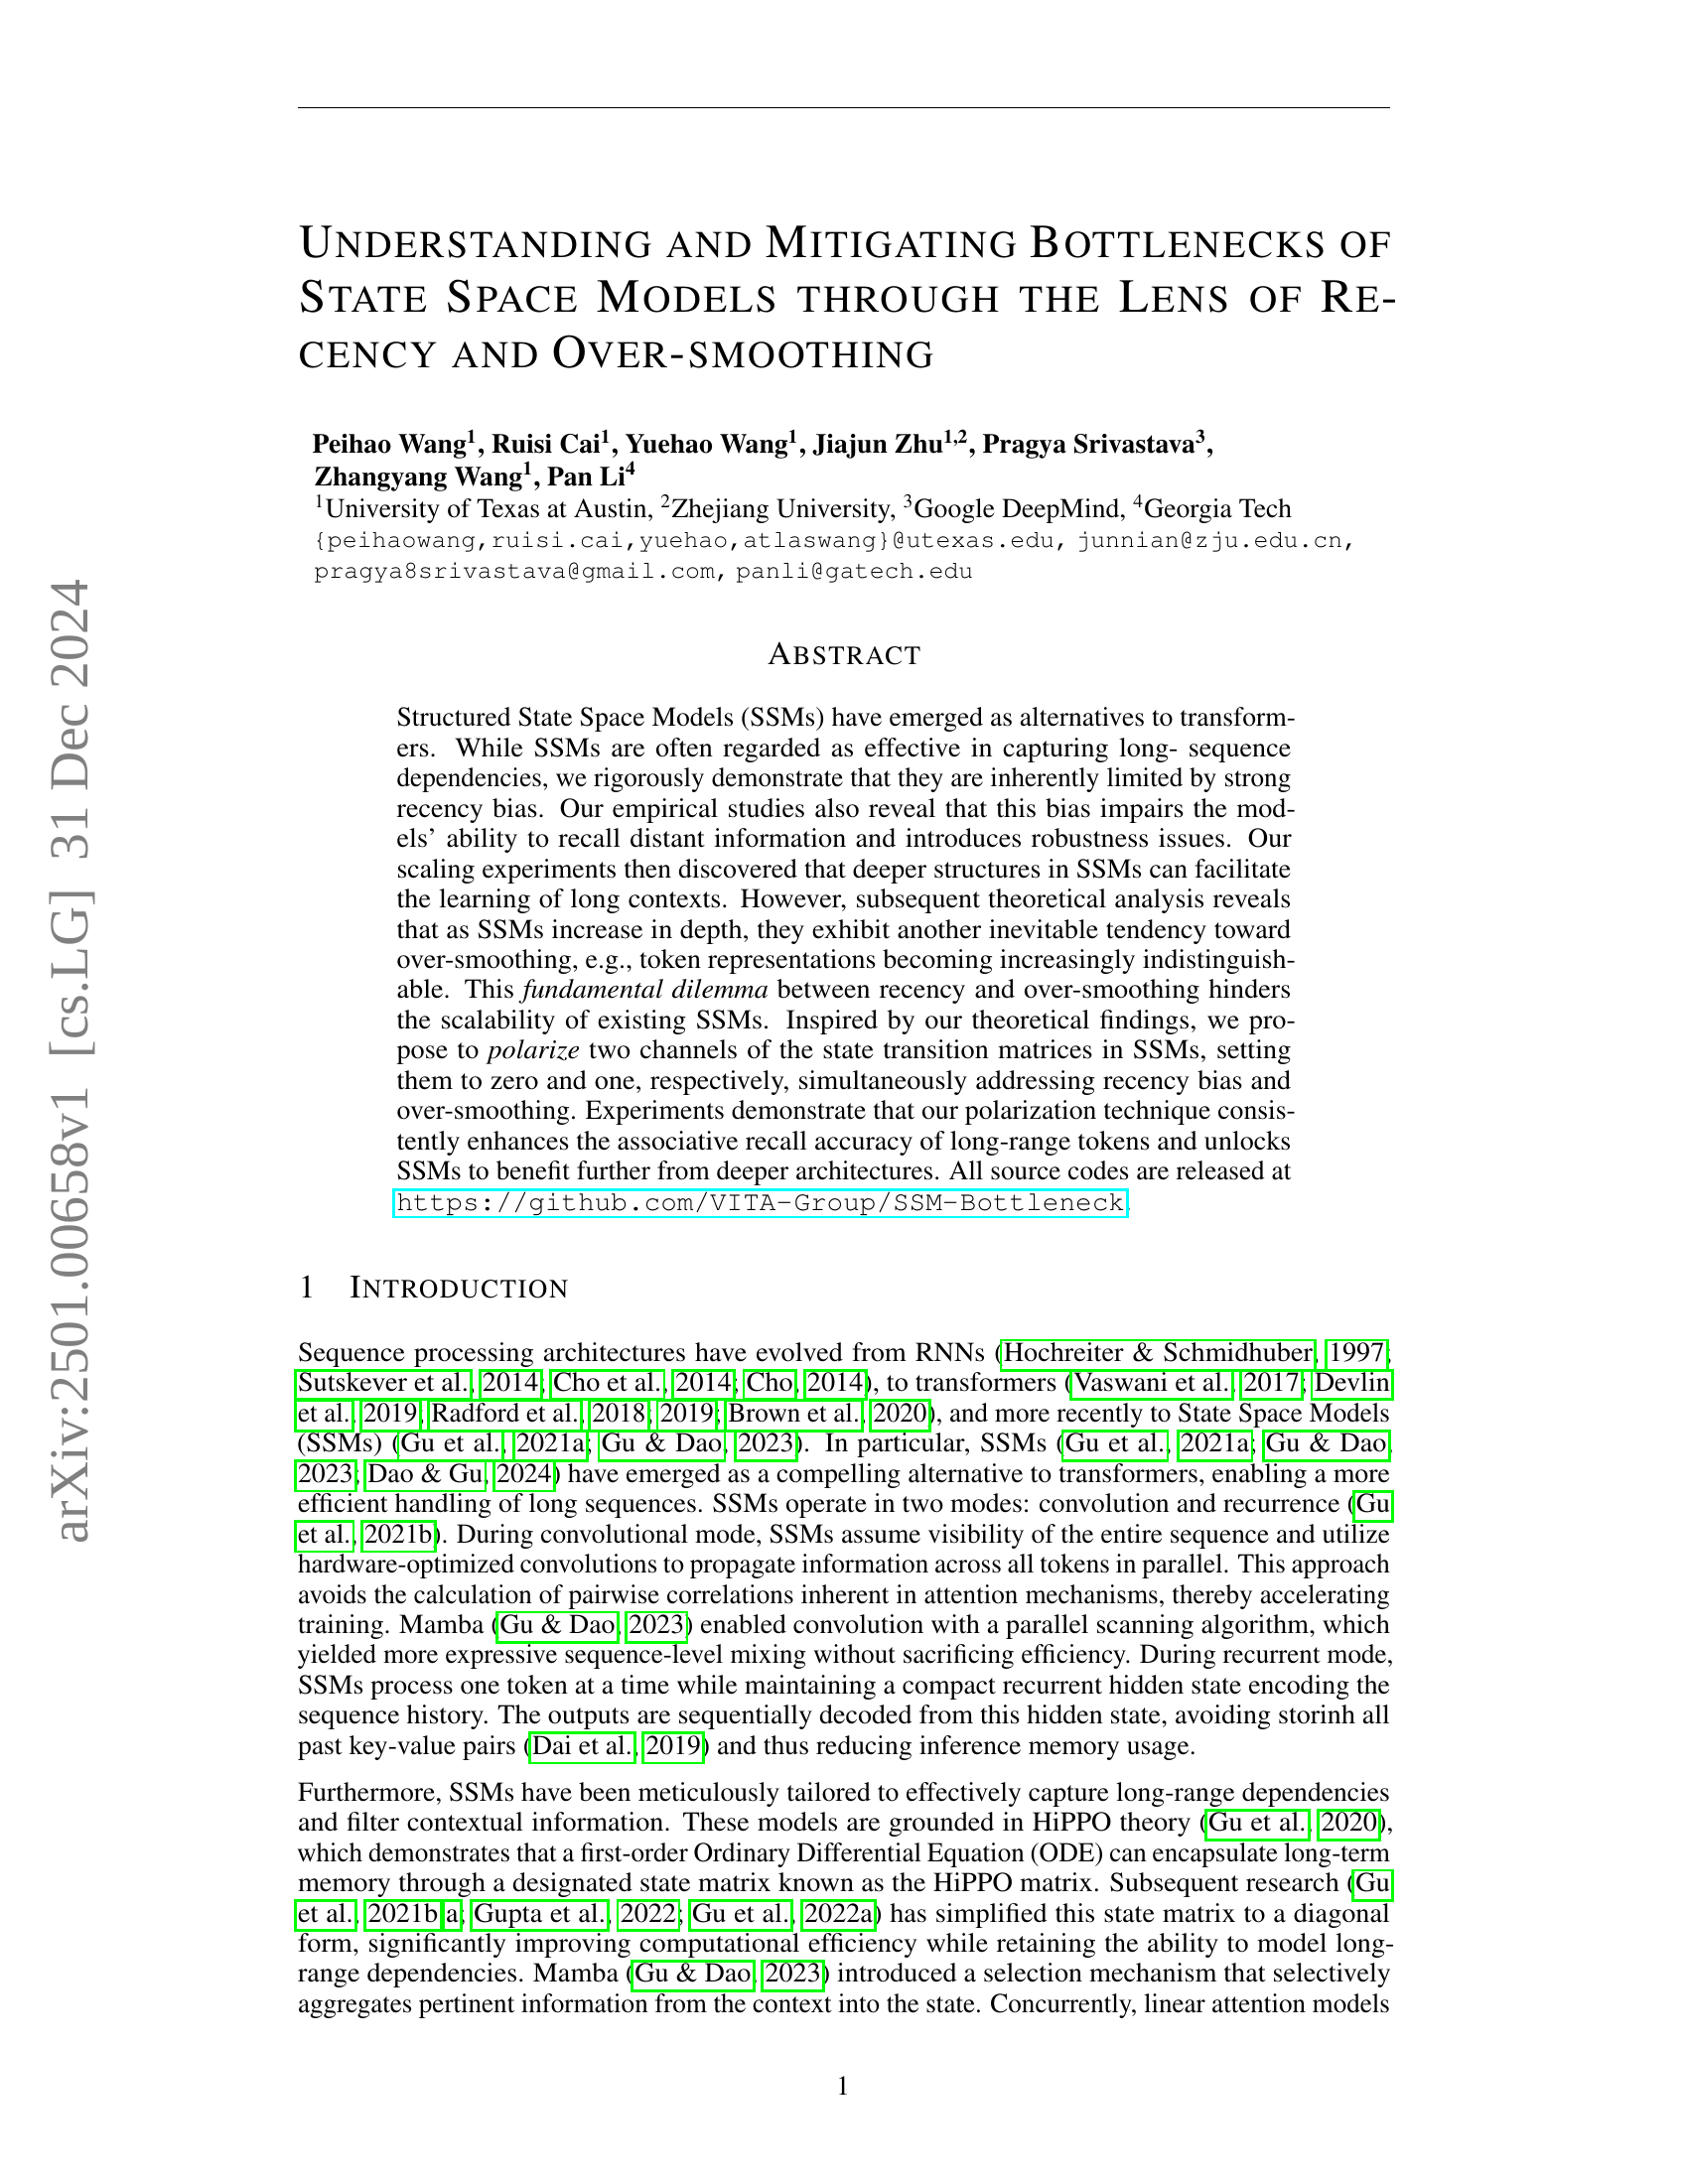 UNDERSTANDING AND MITIGATING BOTTLENECKS OF
STATE SPACE MODELS THROUGH THE LENS OF RE-
CENCY AND OVER-SMOOTHING
Peihao Wang1, Ruisi Cai1, Yuehao Wang1, Jiajun Zhu1,2, Pragya Srivastava3,
Zhangyang Wang1, Pan Li4
1University of Texas at Austin, 2Zhejiang University, 3Google DeepMind, 4Georgia Tech
{peihaowang,ruisi.cai,yuehao,atlaswang}@utexas.edu, junnian@zju.edu.cn,
pragya8srivastava@gmail.com, panli@gatech.edu
ABSTRACT
Structured State Space Models (SSMs) have emerged as alternatives to transform-
ers. While SSMs are often regarded as effective in capturing long- sequence
dependencies, we rigorously demonstrate that they are inherently limited by strong
recency bias. Our empirical studies also reveal that this bias impairs the mod-
els' ability to recall distant information and introduces robustness issues. Our
scaling experiments then discovered that deeper structures in SSMs can facilitate
the learning of long contexts. However, subsequent theoretical analysis reveals
that as SSMs increase in depth, they exhibit another inevitable tendency toward
over-smoothing, e.g., token representations becoming increasingly indistinguish-
able. This fundamental dilemma between recency and over-smoothing hinders
the scalability of existing SSMs. Inspired by our theoretical findings, we pro-
pose to polarize two channels of the state transition matrices in SSMs, setting
them to zero and one, respectively, simultaneously addressing recency bias and
over-smoothing. Experiments demonstrate that our polarization technique consis-
tently enhances the associative recall accuracy of long-range tokens and unlocks
SSMs to benefit further from deeper architectures. All source codes are released at
https://github.com/VITA-Group/SSM-Bottleneck.
1 INTRODUCTION
Sequence processing architectures have evolved from RNNs (Hochreiter & Schmidhuber, 1997;
Sutskever et al., 2014; Cho et al., 2014; Cho, 2014), to transformers (Vaswani et al., 2017; Devlin
et al., 2019; Radford et al., 2018; 2019; Brown et al., 2020), and more recently to State Space Models
(SSMs) (Gu et al., 2021a; Gu & Dao, 2023). In particular, SSMs (Gu et al., 2021a; Gu & Dao,
2023; Dao & Gu, 2024) have emerged as a compelling alternative to transformers, enabling a more
efficient handling of long sequences. SSMs operate in two modes: convolution and recurrence (Gu
et al., 2021b). During convolutional mode, SSMs assume visibility of the entire sequence and utilize
hardware-optimized convolutions to propagate information across all tokens in parallel. This approach
avoids the calculation of pairwise correlations inherent in attention mechanisms, thereby accelerating
training. Mamba (Gu & Dao, 2023) enabled convolution with a parallel scanning algorithm, which
yielded more expressive sequence-level mixing without sacrificing efficiency. During recurrent mode,
SSMs process one token at a time while maintaining a compact recurrent hidden state encoding the
sequence history. The outputs are sequentially decoded from this hidden state, avoiding storinh all
past key-value pairs (Dai et al., 2019) and thus reducing inference memory usage.
Furthermore, SSMs have been meticulously tailored to effectively capture long-range dependencies
and filter contextual information. These models are grounded in HiPPO theory (Gu et al., 2020),
which demonstrates that a first-order Ordinary Differential Equation (ODE) can encapsulate long-term
memory through a designated state matrix known as the HiPPO matrix. Subsequent research (Gu
et al., 2021b;a; Gupta et al., 2022; Gu et al., 2022a) has simplified this state matrix to a diagonal
form, significantly improving computational efficiency while retaining the ability to model long-
range dependencies. Mamba (Gu & Dao, 2023) introduced a selection mechanism that selectively
aggregates pertinent information from the context into the state. Concurrently, linear attention models
1
arXiv:2501.00658v1 [cs.LG] 31 Dec 2024